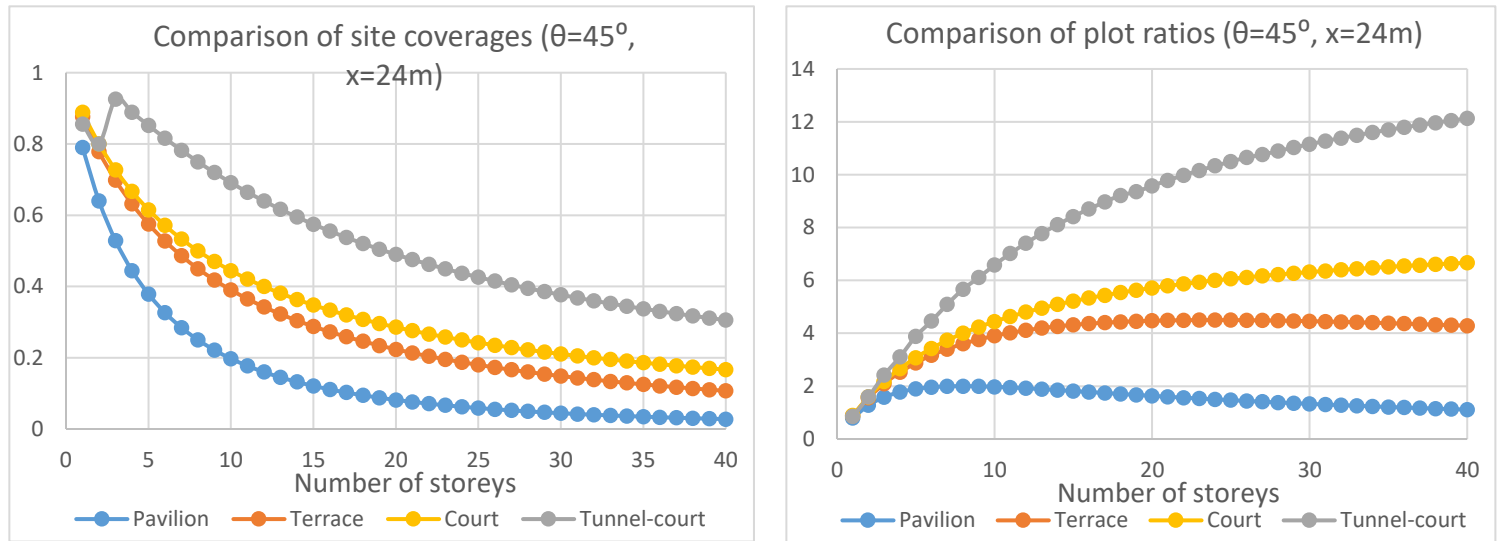 Comparison of site coverages (θ=45⁰,
x=24m)
1
0.8
0.6
0.4
0.2
0
0 5 10 15 20 25 30 35 40
Number of storeys
Pavilion Terrace Court Tunnel-court
Comparison of plot ratios (θ=45⁰, x=24m)
14
12
10
8
6
4
2
0
0 10 20 30 40
Number of storeys
Pavilion Terrace Court Tunnel-court